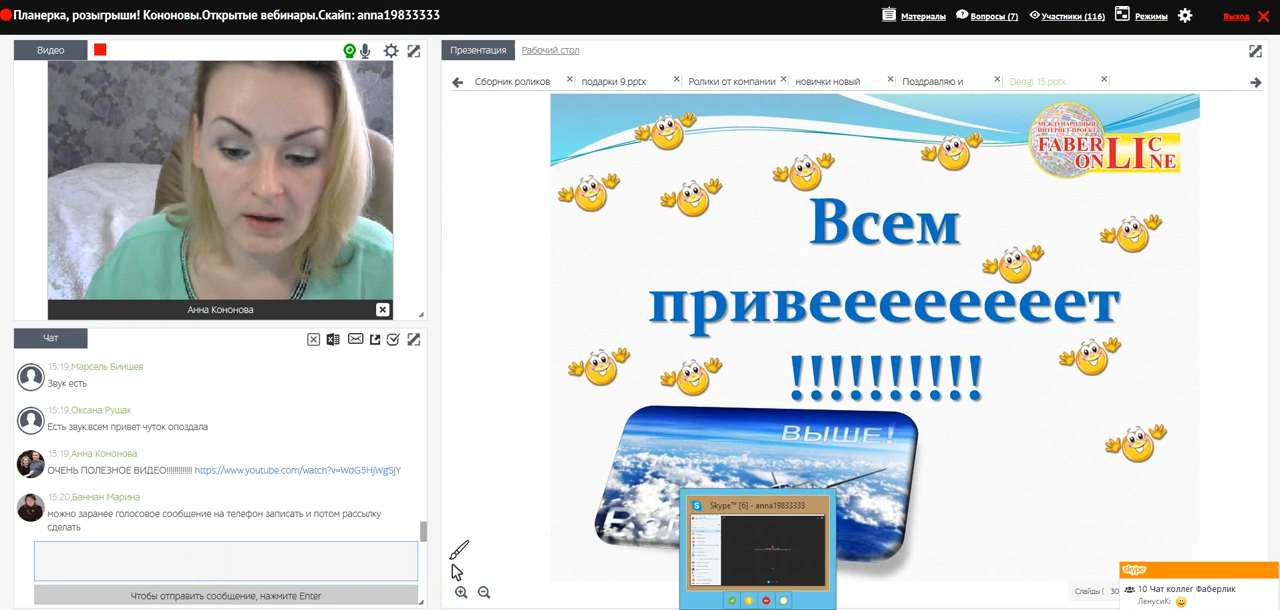 Планерка, розыгрыши! Кононовы.Открытые вебинары.Скайп: anna19833333
Материалы
Вопросы (7)
Участники (116)
Режимы
Выход
Видео
Анна Кононова
Чат
15:19,Марсель Биишев
Звук есть
15:19,Оксана Рущак
Есть звук.всем привет чуток опоздала
15:19,Анна Кононова
ОЧЕНЬ ПОЛЕЗНОЕ ВИДЕО!!!!!!!!!!!!! https://www.youtube.com/watch?v=WdG5HjWgSjY
15:20,Банман Марина
можно заранее голосовое сообщение на телефон записать и потом рассылку
сделать
Чтобы отправить сообщение, нажмите Enter
Презентация
Рабочий стол
Сборник роликов
подарки 9.pptx
Ролики от компании
новички новый
Поздравляю и
Dengi 15.pptx
МЕЖДУНАРОДНЫЙ
ИНТЕРНЕТ-ПРОЕКТ
FABERLIC
ONLINE
Всем
привеееееееет
!!!!!!!!!!
ВЫШЕ!
Skype™ [6] - anna19833333
Слайды (
30
skype
10 Чат коллег Фаберлик
ЛенусиК: